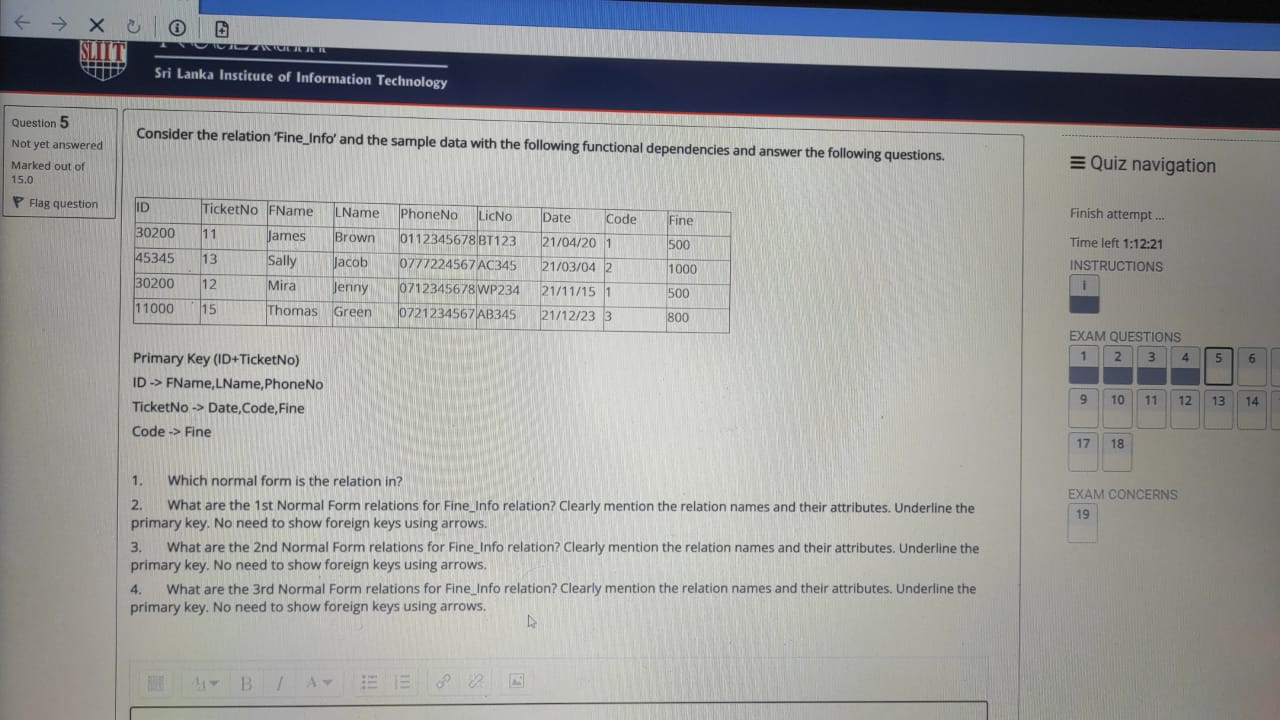 SLIIT
Sri Lanka Institute of Information Technology
Question 5
Not yet answered
Marked out of
15.0
Flag question
Consider the relation 'Fine_Info' and the sample data with the following functional dependencies and answer the following questions.
ID TicketNo FName LName PhoneNo LicNo Date Code Fine
30200 11 James Brown 0112345678 BT123 21/04/20 1 500
45345 13 Sally Jacob 0777224567 AC345 21/03/04 2 1000
30200 12 Mira Jenny 0712345678 WP234 21/11/15 1 500
11000 15 Thomas Green 0721234567 AB345 21/12/23 3 800
Primary Key (ID+TicketNo)
ID -> FName,LName,PhoneNo
TicketNo -> Date,Code,Fine
Code -> Fine
1. Which normal form is the relation in?
2. What are the 1st Normal Form relations for Fine_Info relation? Clearly mention the relation names and their attributes. Underline the
primary key. No need to show foreign keys using arrows.
3. What are the 2nd Normal Form relations for Fine_Info relation? Clearly mention the relation names and their attributes. Underline the
primary key. No need to show foreign keys using arrows.
4. What are the 3rd Normal Form relations for Fine_Info relation? Clearly mention the relation names and their attributes. Underline the
primary key. No need to show foreign keys using arrows.
B I A
Quiz navigation
Finish attempt ...
Time left 1:12:21
INSTRUCTIONS
i
EXAM QUESTIONS
1 2 3 4 5 6
9 10 11 12 13 14
17 18
EXAM CONCERNS
19